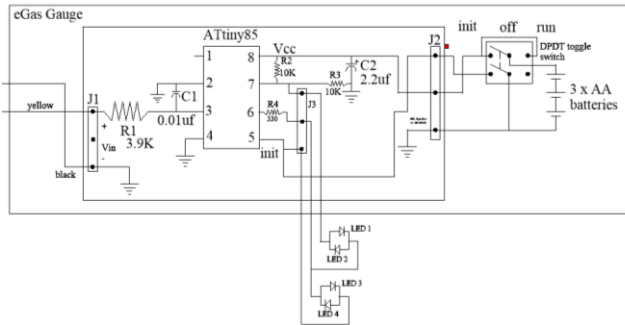 eGas Gauge
ATtiny85
init off run
J2
DPDT toggle
switch
Vcc
1 8
R2
10K
C2
2.2uf
2 7
R3
10K
C1
0.01uf
J3
3 x AA
batteries
yellow
J1
3 6
R4
330
+
R1
3.9K
Vin
-
4 5
init
black
LED 1
LED 2
LED 3
LED 4